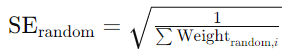 SE_random = √(1 / ∑ Weight_random,i)